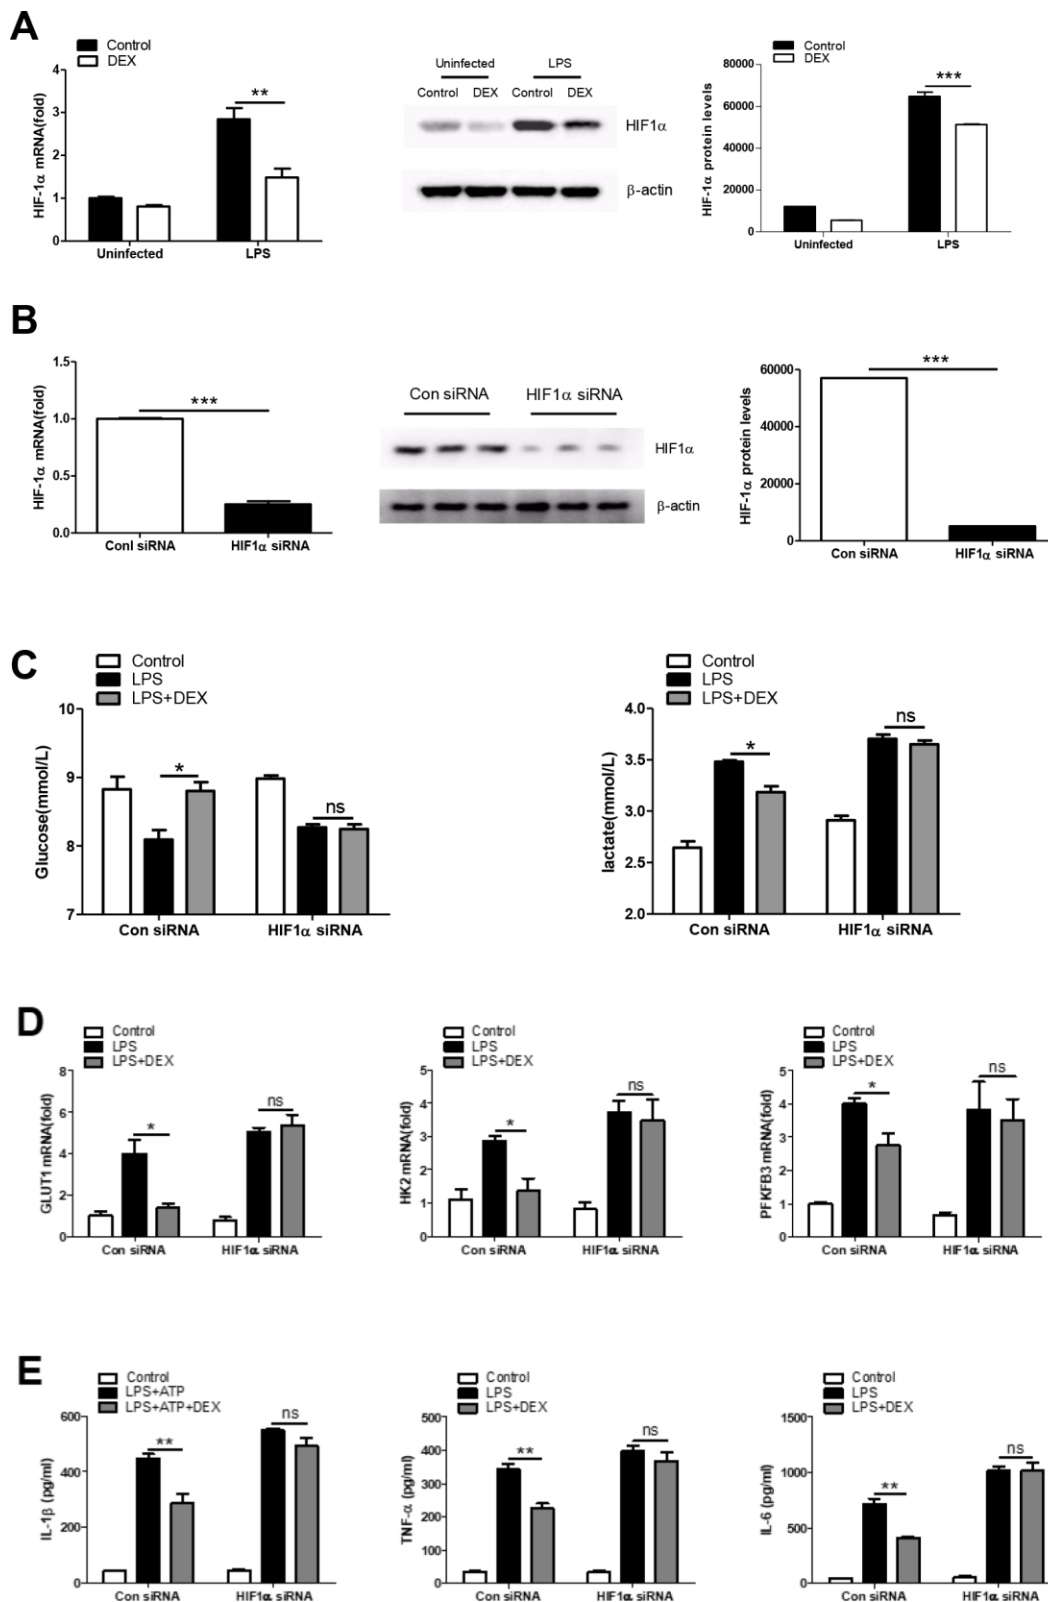 A
Control
DEX
HIF-1α mRNA(fold)
4
3
2
1
0
**
Uninfected
LPS
Uninfected
LPS
Control
DEX
Control
DEX
HIF1α
β-actin
Control
DEX
HIF-1α protein levels
80000
60000
40000
20000
0
***
Uninfected
LPS
B
HIF-1α mRNA(fold)
1.5
1.0
0.5
0.0
***
Conl siRNA
HIF1α siRNA
Con siRNA
HIF1α siRNA
HIF1α
β-actin
HIF-1α protein levels
60000
40000
20000
0
***
Con siRNA
HIF1α siRNA
C
Control
LPS
LPS+DEX
Glucose(mmol/L)
10
9
8
7
*
ns
Con siRNA
HIF1α siRNA
Control
LPS
LPS+DEX
lactate(mmol/L)
4.0
3.5
3.0
2.5
2.0
*
ns
Con siRNA
HIF1α siRNA
D
Control
LPS
LPS+DEX
GLUT1 mRNA(fold)
8
6
4
2
0
*
ns
Con siRNA
HIF1α siRNA
Control
LPS
LPS+DEX
HK2 mRNA(fold)
5
4
3
2
1
0
*
ns
Con siRNA
HIF1α siRNA
Control
LPS
LPS+DEX
PFKFB3 mRNA(fold)
5
4
3
2
1
0
*
ns
Con siRNA
HIF1α siRNA
E
Control
LPS+ATP
LPS+ATP+DEX
IL-1β (pg/ml)
600
400
200
0
**
ns
Con siRNA
HIF1α siRNA
Control
LPS
LPS+DEX
TNF-α (pg/ml)
500
400
300
200
100
0
**
ns
Con siRNA
HIF1α siRNA
Control
LPS
LPS+DEX
IL-6 (pg/ml)
1500
1000
500
0
**
ns
Con siRNA
HIF1α siRNA